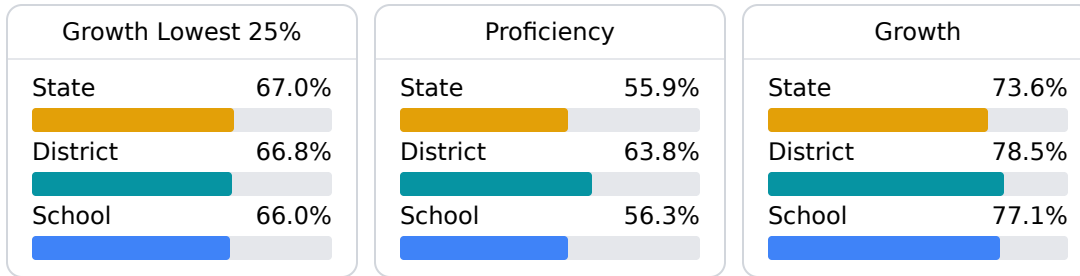 Growth Lowest 25%
State 67.0%
District 66.8%
School 66.0%
Proficiency
State 55.9%
District 63.8%
School 56.3%
Growth
State 73.6%
District 78.5%
School 77.1%